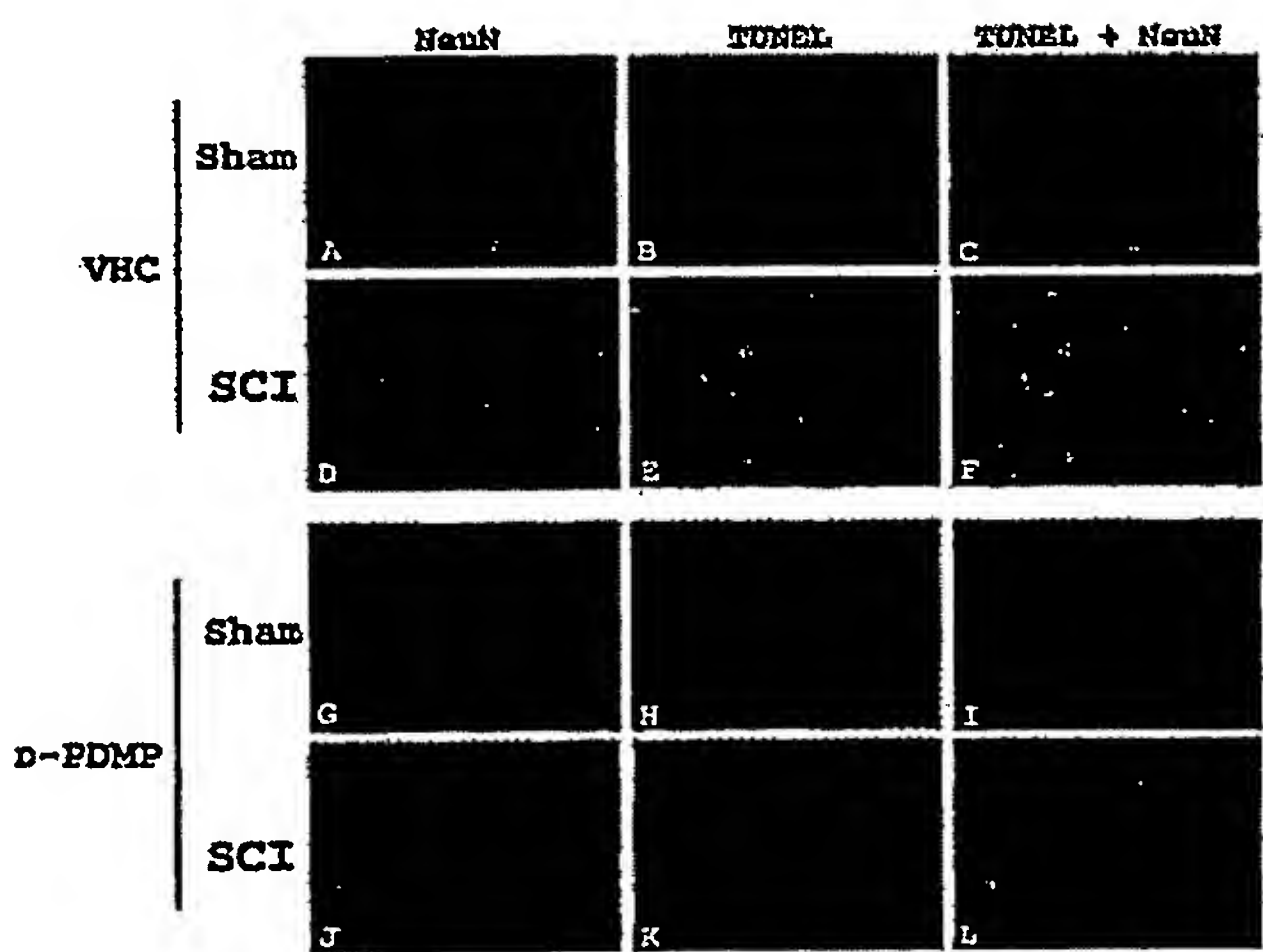 NeuN TUNEL TUNEL + NeuN
Sham
A B C
VHC
SCI
D E F
Sham
G H I
D-PDMP
SCI
J K L